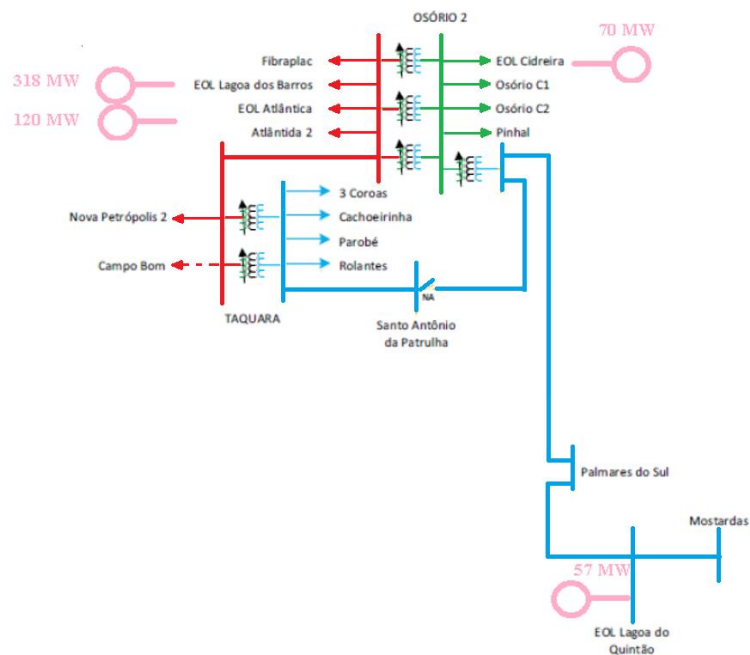 OSÓRIO 2
70 MW
Fibraplac
EOL Cidreira
318 MW
EOL Lagoa dos Barros
Osório C1
120 MW
EOL Atlântica
Osório C2
Atlântida 2
Pinhal
3 Coroas
Nova Petrópolis 2
Cachoeirinha
Parobé
Campo Bom
Rolantes
NA
TAQUARA
Santo Antônio
da Patrulha
Palmares do Sul
Mostardas
57 MW
EOL Lagoa do
Quintão